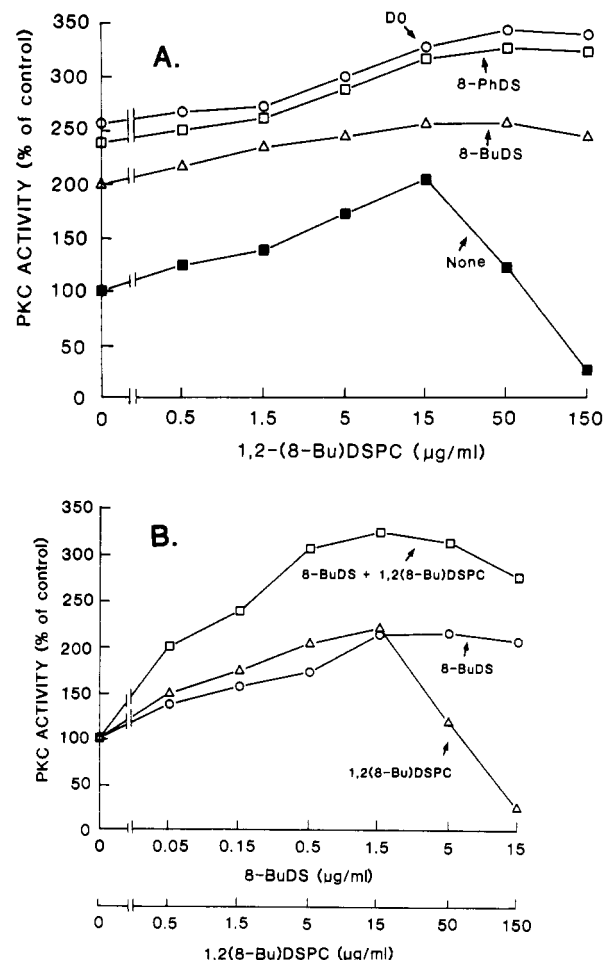 A.
PKC ACTIVITY (% of control)
350
300
250
200
150
100
50
0
DO
8-PhDS
8-BuDS
None
0 0.5 1.5 5 15 50 150
1,2-(8-Bu)DSPC (µg/ml)
B.
PKC ACTIVITY (% of control)
350
300
250
200
150
100
50
0
8-BuDS + 1,2(8-Bu)DSPC
8-BuDS
1,2(8-Bu)DSPC
0 0.05 0.15 0.5 1.5 5 15
8-BuDS (µg/ml)
0 0.5 1.5 5 15 50 150
1,2(8-Bu)DSPC (µg/ml)